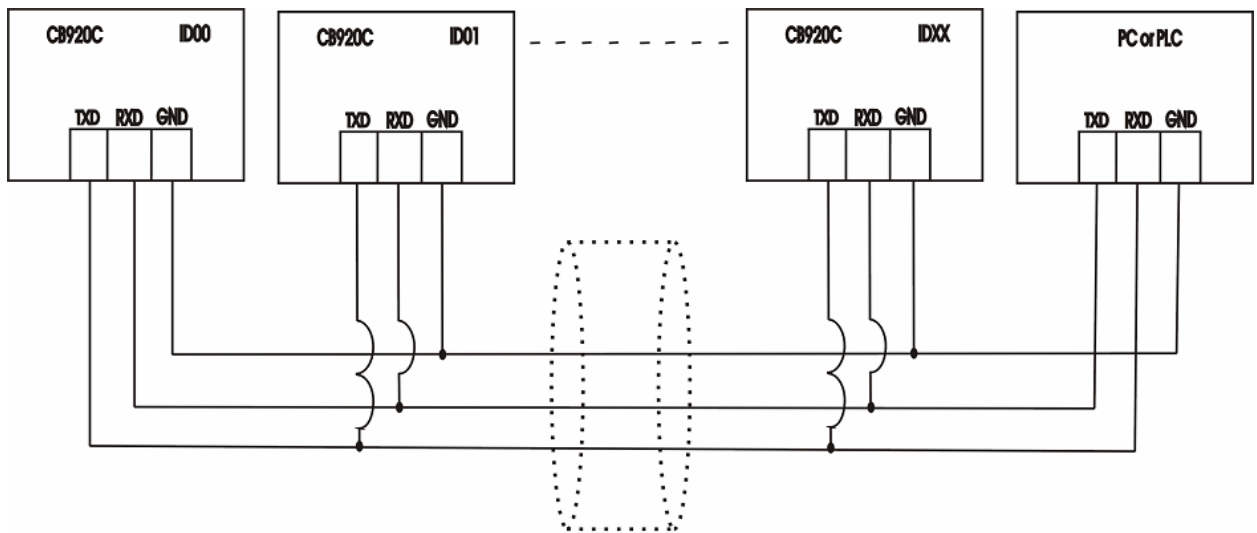 CB920C ID00
TXD RXD GND
CB920C ID01
TXD RXD GND
CB920C IDXX
TXD RXD GND
PC or PLC
TXD RXD GND